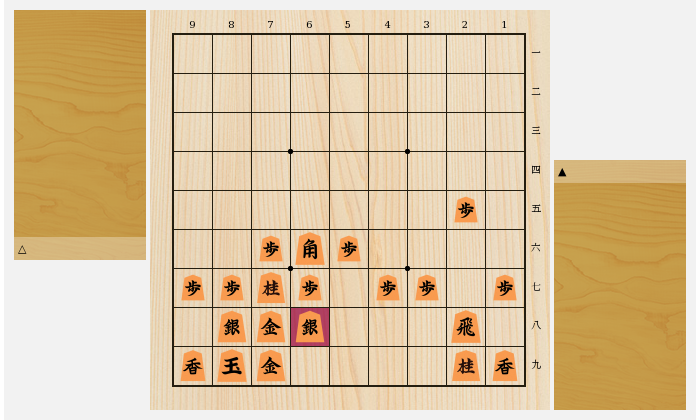 9 8 7 6 5 4 3 2 1
一
二
三
四
歩 五
歩 角 歩 六
歩 歩 桂 歩 歩 歩 歩 七
銀 金 銀 飛 八
香 玉 金 桂 香 九
△
▲